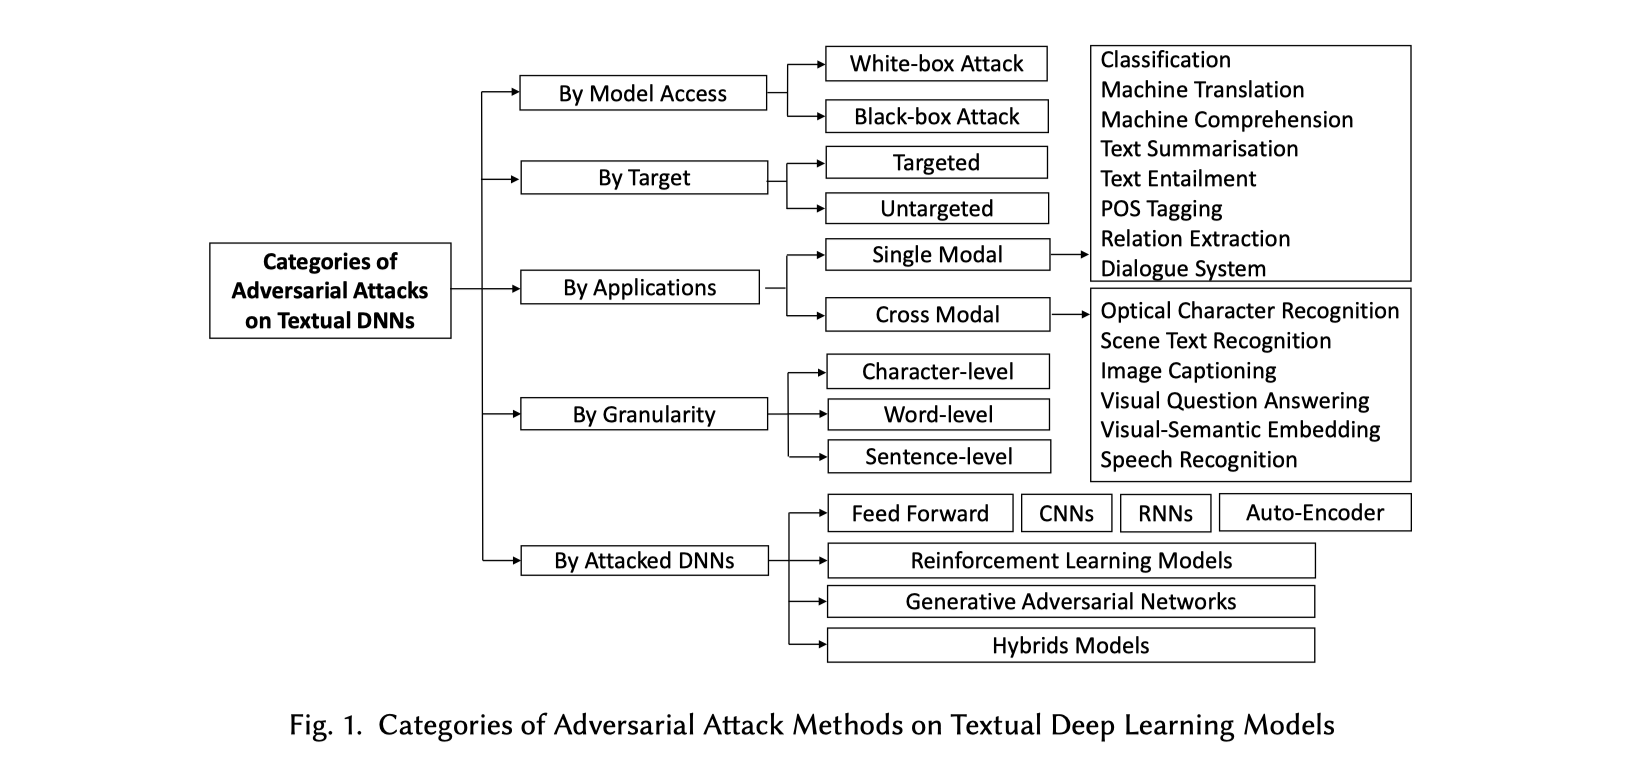 Categories of
Adversarial Attacks
on Textual DNNs
By Model Access
White-box Attack
Black-box Attack
By Target
Targeted
Untargeted
By Applications
Single Modal
Classification
Machine Translation
Machine Comprehension
Text Summarisation
Text Entailment
POS Tagging
Relation Extraction
Dialogue System
Cross Modal
Optical Character Recognition
Scene Text Recognition
Image Captioning
Visual Question Answering
Visual-Semantic Embedding
Speech Recognition
By Granularity
Character-level
Word-level
Sentence-level
By Attacked DNNs
Feed Forward CNNs RNNs Auto-Encoder
Reinforcement Learning Models
Generative Adversarial Networks
Hybrids Models
Fig. 1. Categories of Adversarial Attack Methods on Textual Deep Learning Models